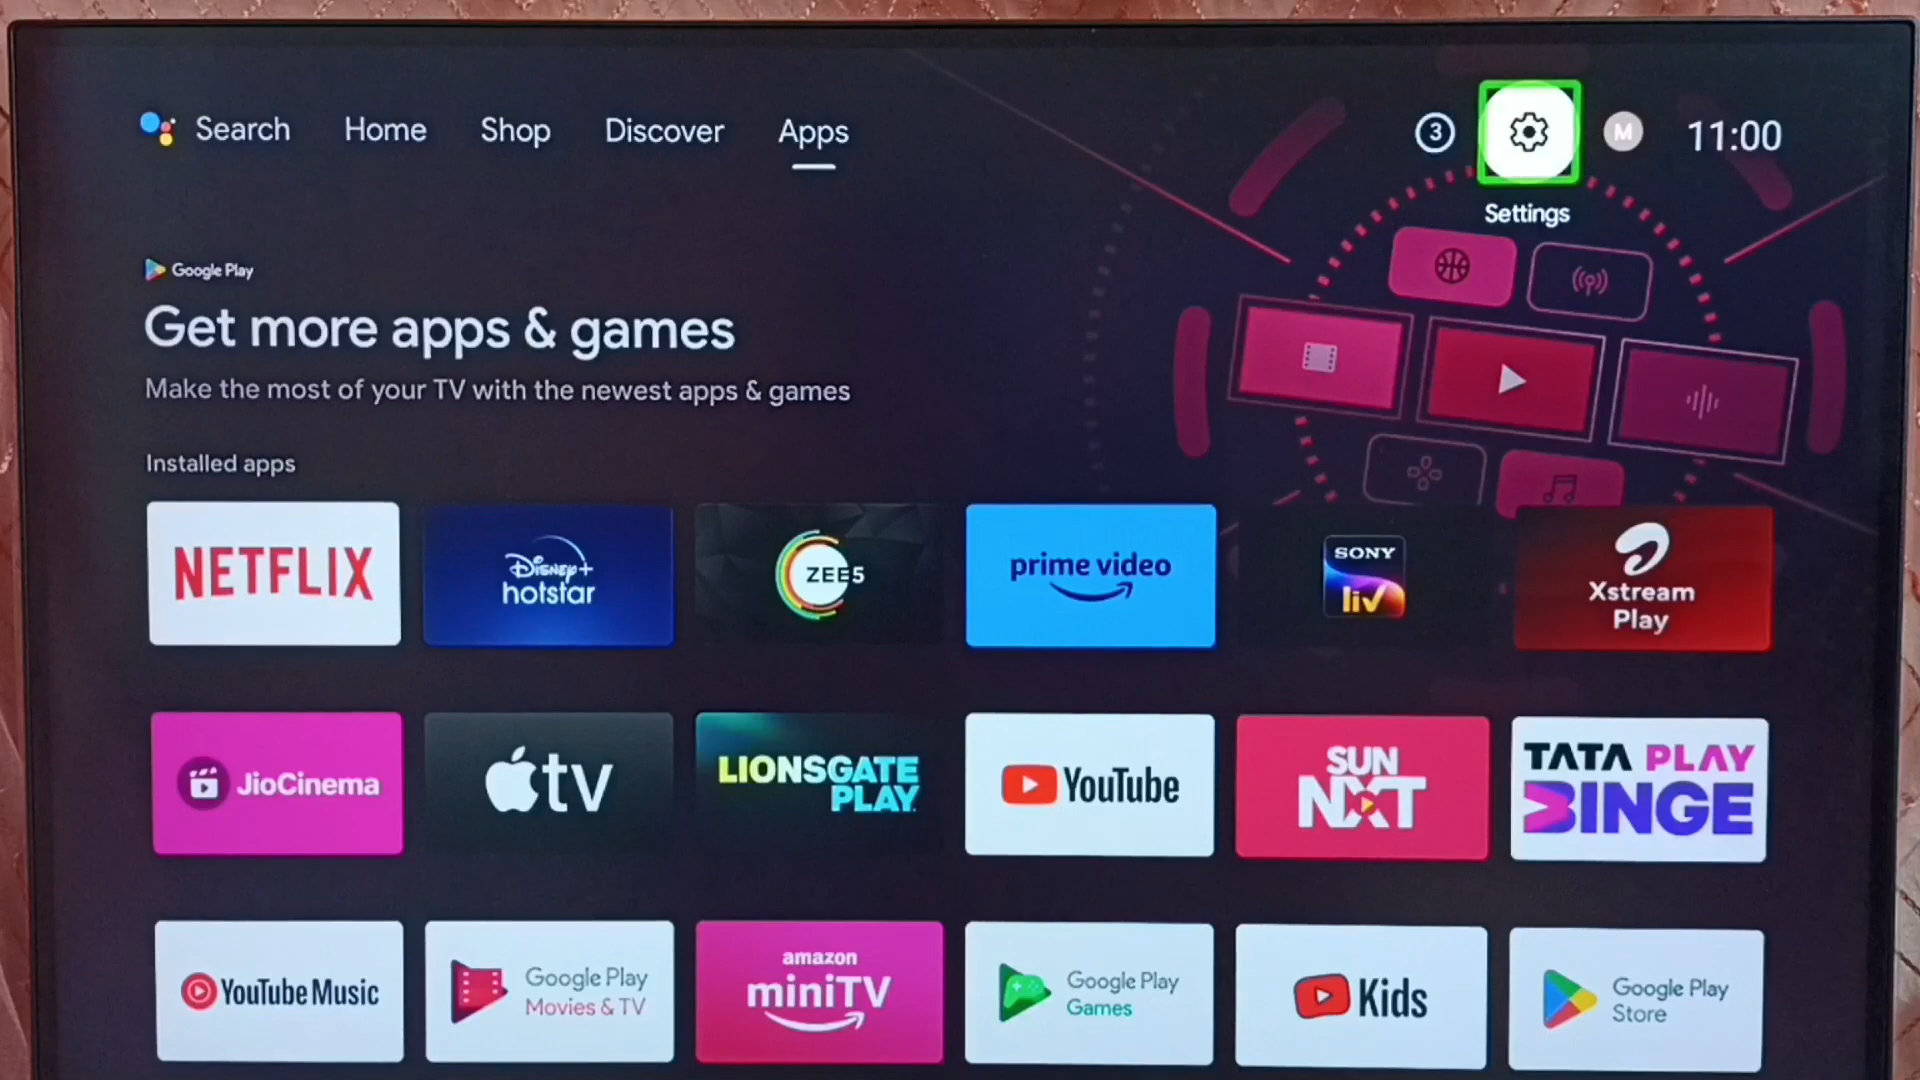 Search Home Shop Discover Apps
3
M
11:00
Settings
Google Play
Get more apps & games
Make the most of your TV with the newest apps & games
Installed apps
NETFLIX
Disney+
hotstar
ZEE5
prime video
SONY
liv
Xstream
Play
JioCinema
tv
LIONSGATE
PLAY
YouTube
SUN
NXT
TATA PLAY
BINGE
YouTube Music
Google Play
Movies & TV
amazon
miniTV
Google Play
Games
Kids
Google Play
Store